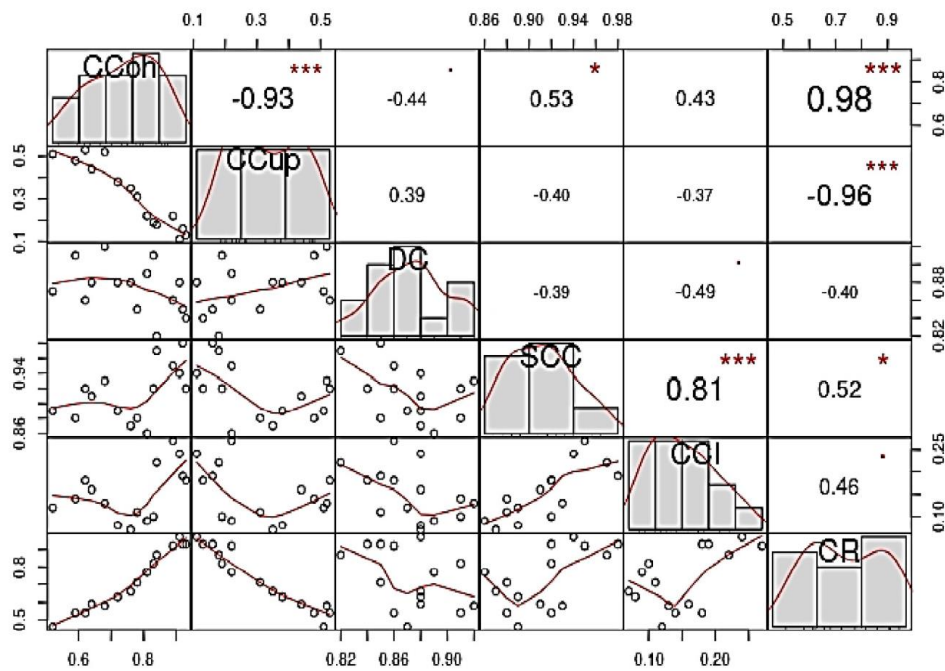 0.1 0.3 0.5 0.86 0.90 0.94 0.98 0.5 0.7 0.9
CCoh *** -0.93 . -0.44 * 0.53 0.43 *** 0.98 0.6 0.8
0.1 0.3 0.5 CCup 0.39 -0.40 -0.37 *** -0.96
DC -0.39 . -0.49 -0.40 0.82 0.88
0.86 0.94 SCC *** 0.81 * 0.52
CCI . 0.46 0.10 0.25
0.5 0.8 CR
0.6 0.8 0.82 0.86 0.90 0.10 0.20